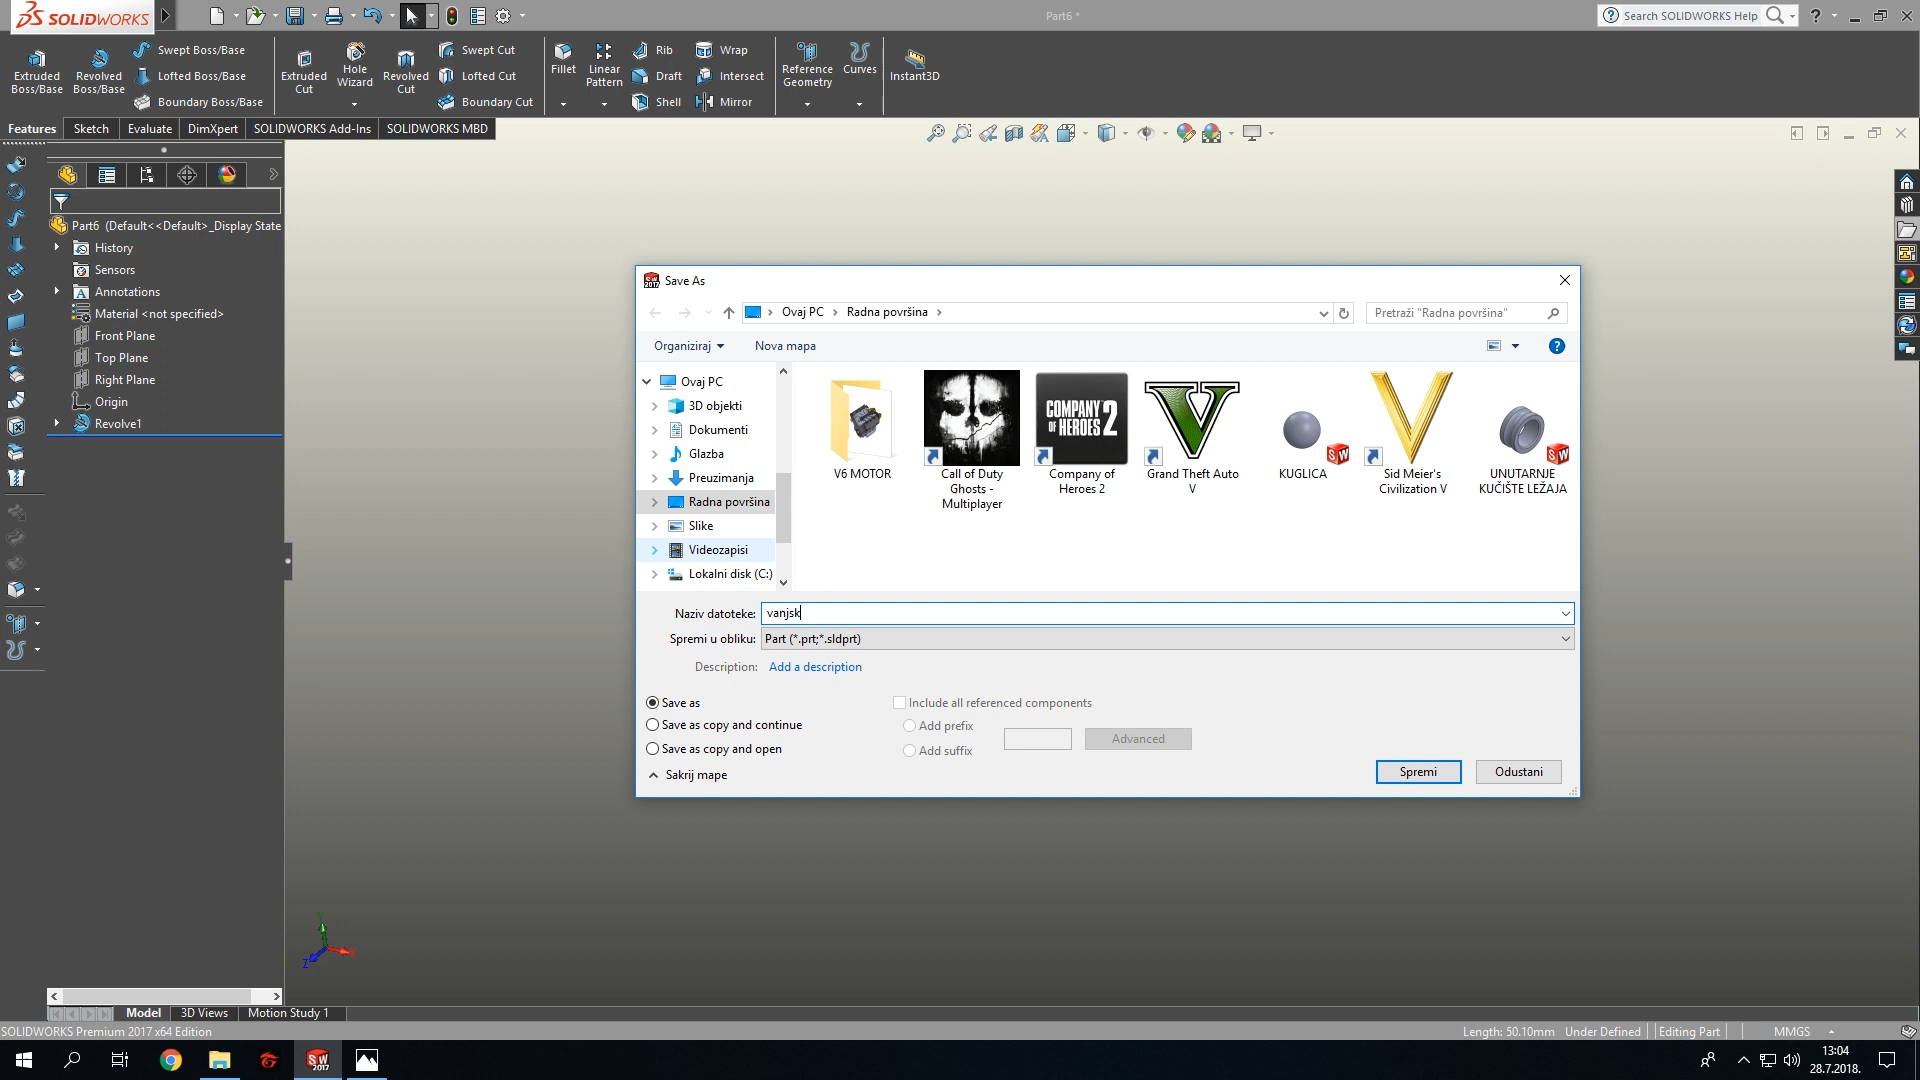 SOLIDWORKS
Part6 *
Search SOLIDWORKS Help
Extruded Boss/Base
Revolved Boss/Base
Swept Boss/Base
Lofted Boss/Base
Boundary Boss/Base
Extruded Cut
Hole Wizard
Revolved Cut
Swept Cut
Lofted Cut
Boundary Cut
Fillet
Linear Pattern
Rib
Draft
Shell
Wrap
Intersect
Mirror
Reference Geometry
Curves
Instant3D
Features
Sketch
Evaluate
DimXpert
SOLIDWORKS Add-Ins
SOLIDWORKS MBD
Part6 (Default<<Default>_Display State
History
Sensors
Annotations
Material <not specified>
Front Plane
Top Plane
Right Plane
Origin
Revolve1
Save As
Ovaj PC
Radna površina
Pretraži "Radna površina"
Organiziraj
Nova mapa
Ovaj PC
3D objekti
Dokumenti
Glazba
Preuzimanja
Radna površina
Slike
Videozapisi
Lokalni disk (C:)
COMPANY
OF HEROES 2
V6 MOTOR
Call of Duty
Ghosts -
Multiplayer
Company of
Heroes 2
Grand Theft Auto
V
KUGLICA
Sid Meier's
Civilization V
UNUTARNJE
KUĆIŠTE LEŽAJA
Naziv datoteke: vanjsk
Spremi u obliku: Part (*.prt;*.sldprt)
Description: Add a description
Save as
Save as copy and continue
Save as copy and open
Include all referenced components
Add prefix
Add suffix
Advanced
Sakrij mape
Spremi
Odustani
Model
3D Views
Motion Study 1
SOLIDWORKS Premium 2017 x64 Edition
Length: 50.10mm
Under Defined
Editing Part
MMGS
13:04
28.7.2018.